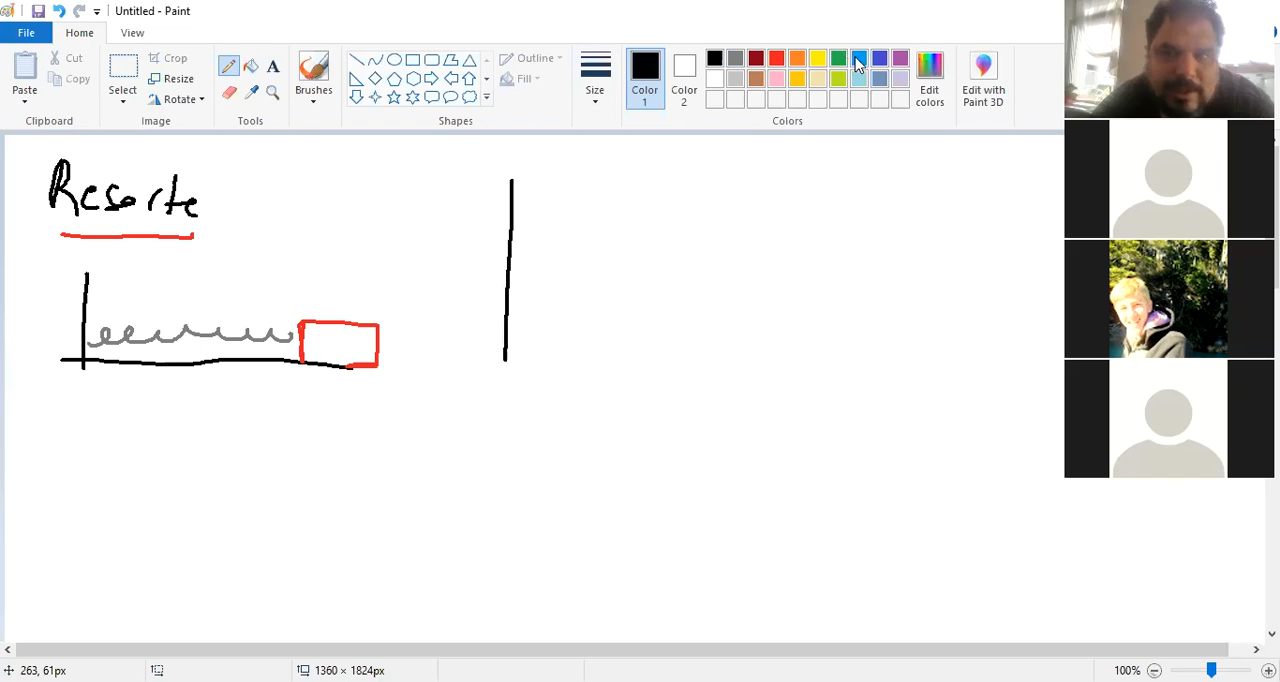 Untitled - Paint
File
Home
View
Paste
Cut
Copy
Clipboard
Select
Crop
Resize
Rotate
Image
Tools
Brushes
Shapes
Outline
Fill
Size
Color 1
Color 2
Colors
Edit colors
Edit with Paint 3D
Resorte
263, 61px
1360 × 1824px
100%